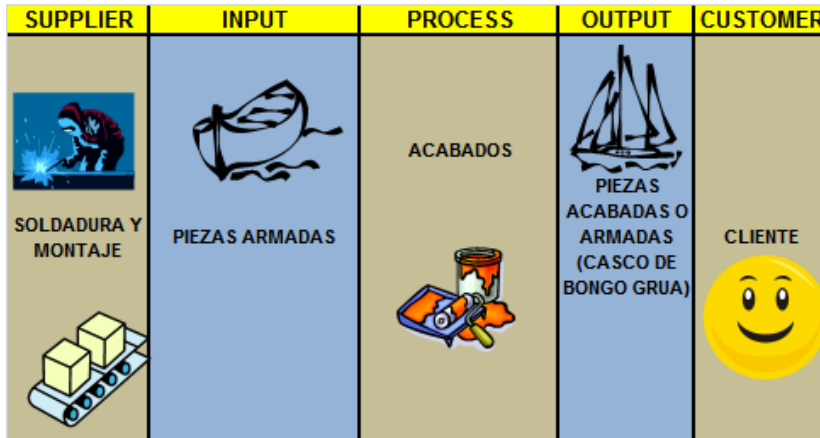 SUPPLIER
INPUT
PROCESS
OUTPUT
CUSTOMER
SOLDADURA Y
MONTAJE
PIEZAS ARMADAS
ACABADOS
PIEZAS
ACABADAS O
ARMADAS
(CASCO DE
BONGO GRUA)
CLIENTE